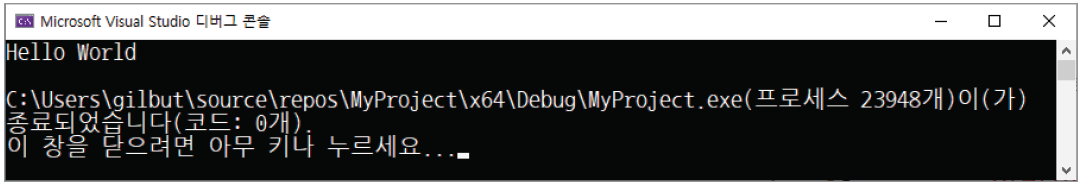 Microsoft Visual Studio 디버그 콘솔
Hello World
C:\Users\gilbut\source\repos\MyProject\x64\Debug\MyProject.exe(프로세스 23948개)이(가)
종료되었습니다(코드: 0개).
이 창을 닫으려면 아무 키나 누르세요...